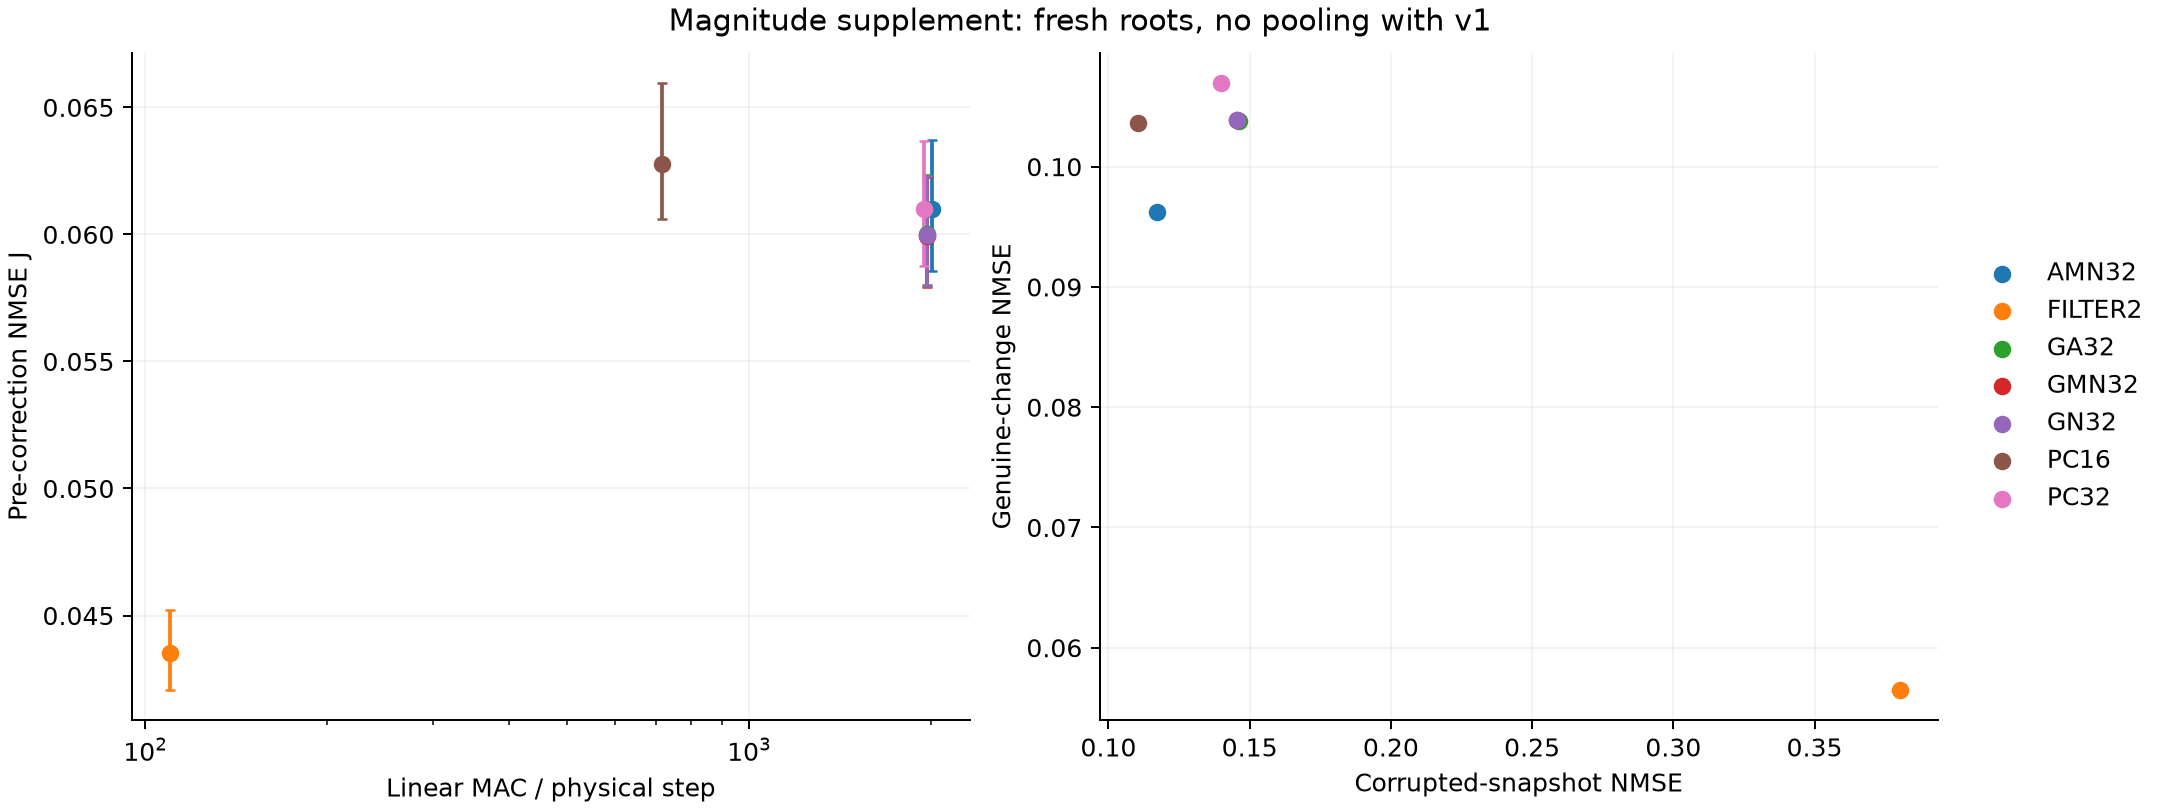 Magnitude supplement: fresh roots, no pooling with v1
Pre-correction NMSE J
0.065
0.060
0.055
0.050
0.045
10²
10³
Linear MAC / physical step
Genuine-change NMSE
0.10
0.09
0.08
0.07
0.06
0.10
0.15
0.20
0.25
0.30
0.35
Corrupted-snapshot NMSE
AMN32
FILTER2
GA32
GMN32
GN32
PC16
PC32